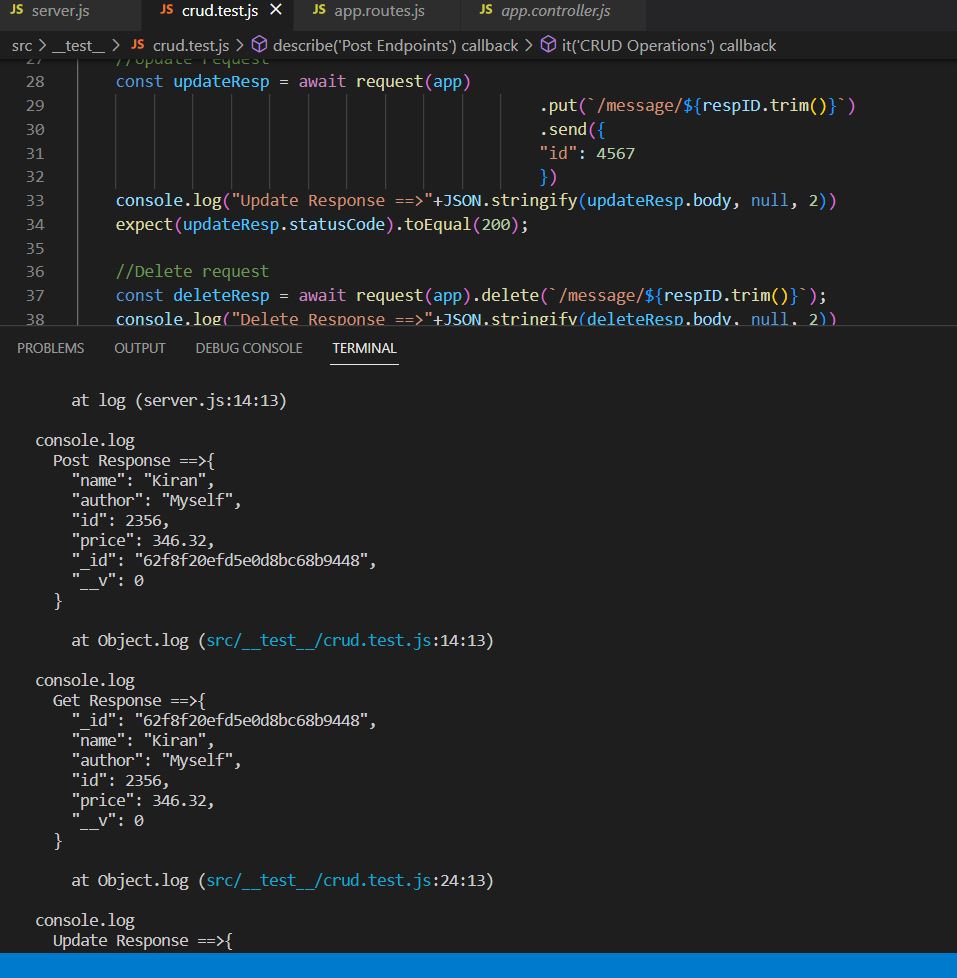 JS server.js JS crud.test.js × JS app.routes.js JS app.controller.js
src > __test__ > JS crud.test.js > describe('Post Endpoints') callback > it('CRUD Operations') callback
27 //Update request
28 const updateResp = await request(app)
29 .put(`/message/${respID.trim()}`)
30 .send({
31 "id": 4567
32 })
33 console.log("Update Response ==>"+JSON.stringify(updateResp.body, null, 2))
34 expect(updateResp.statusCode).toEqual(200);
35
36 //Delete request
37 const deleteResp = await request(app).delete(`/message/${respID.trim()}`);
38 console.log("Delete Response ==>"+JSON.stringify(deleteResp.body, null, 2))
PROBLEMS OUTPUT DEBUG CONSOLE TERMINAL
at log (server.js:14:13)
console.log
Post Response ==>{
"name": "Kiran",
"author": "Myself",
"id": 2356,
"price": 346.32,
"_id": "62f8f20efd5e0d8bc68b9448",
"__v": 0
}
at Object.log (src/__test__/crud.test.js:14:13)
console.log
Get Response ==>{
"_id": "62f8f20efd5e0d8bc68b9448",
"name": "Kiran",
"author": "Myself",
"id": 2356,
"price": 346.32,
"__v": 0
}
at Object.log (src/__test__/crud.test.js:24:13)
console.log
Update Response ==>{